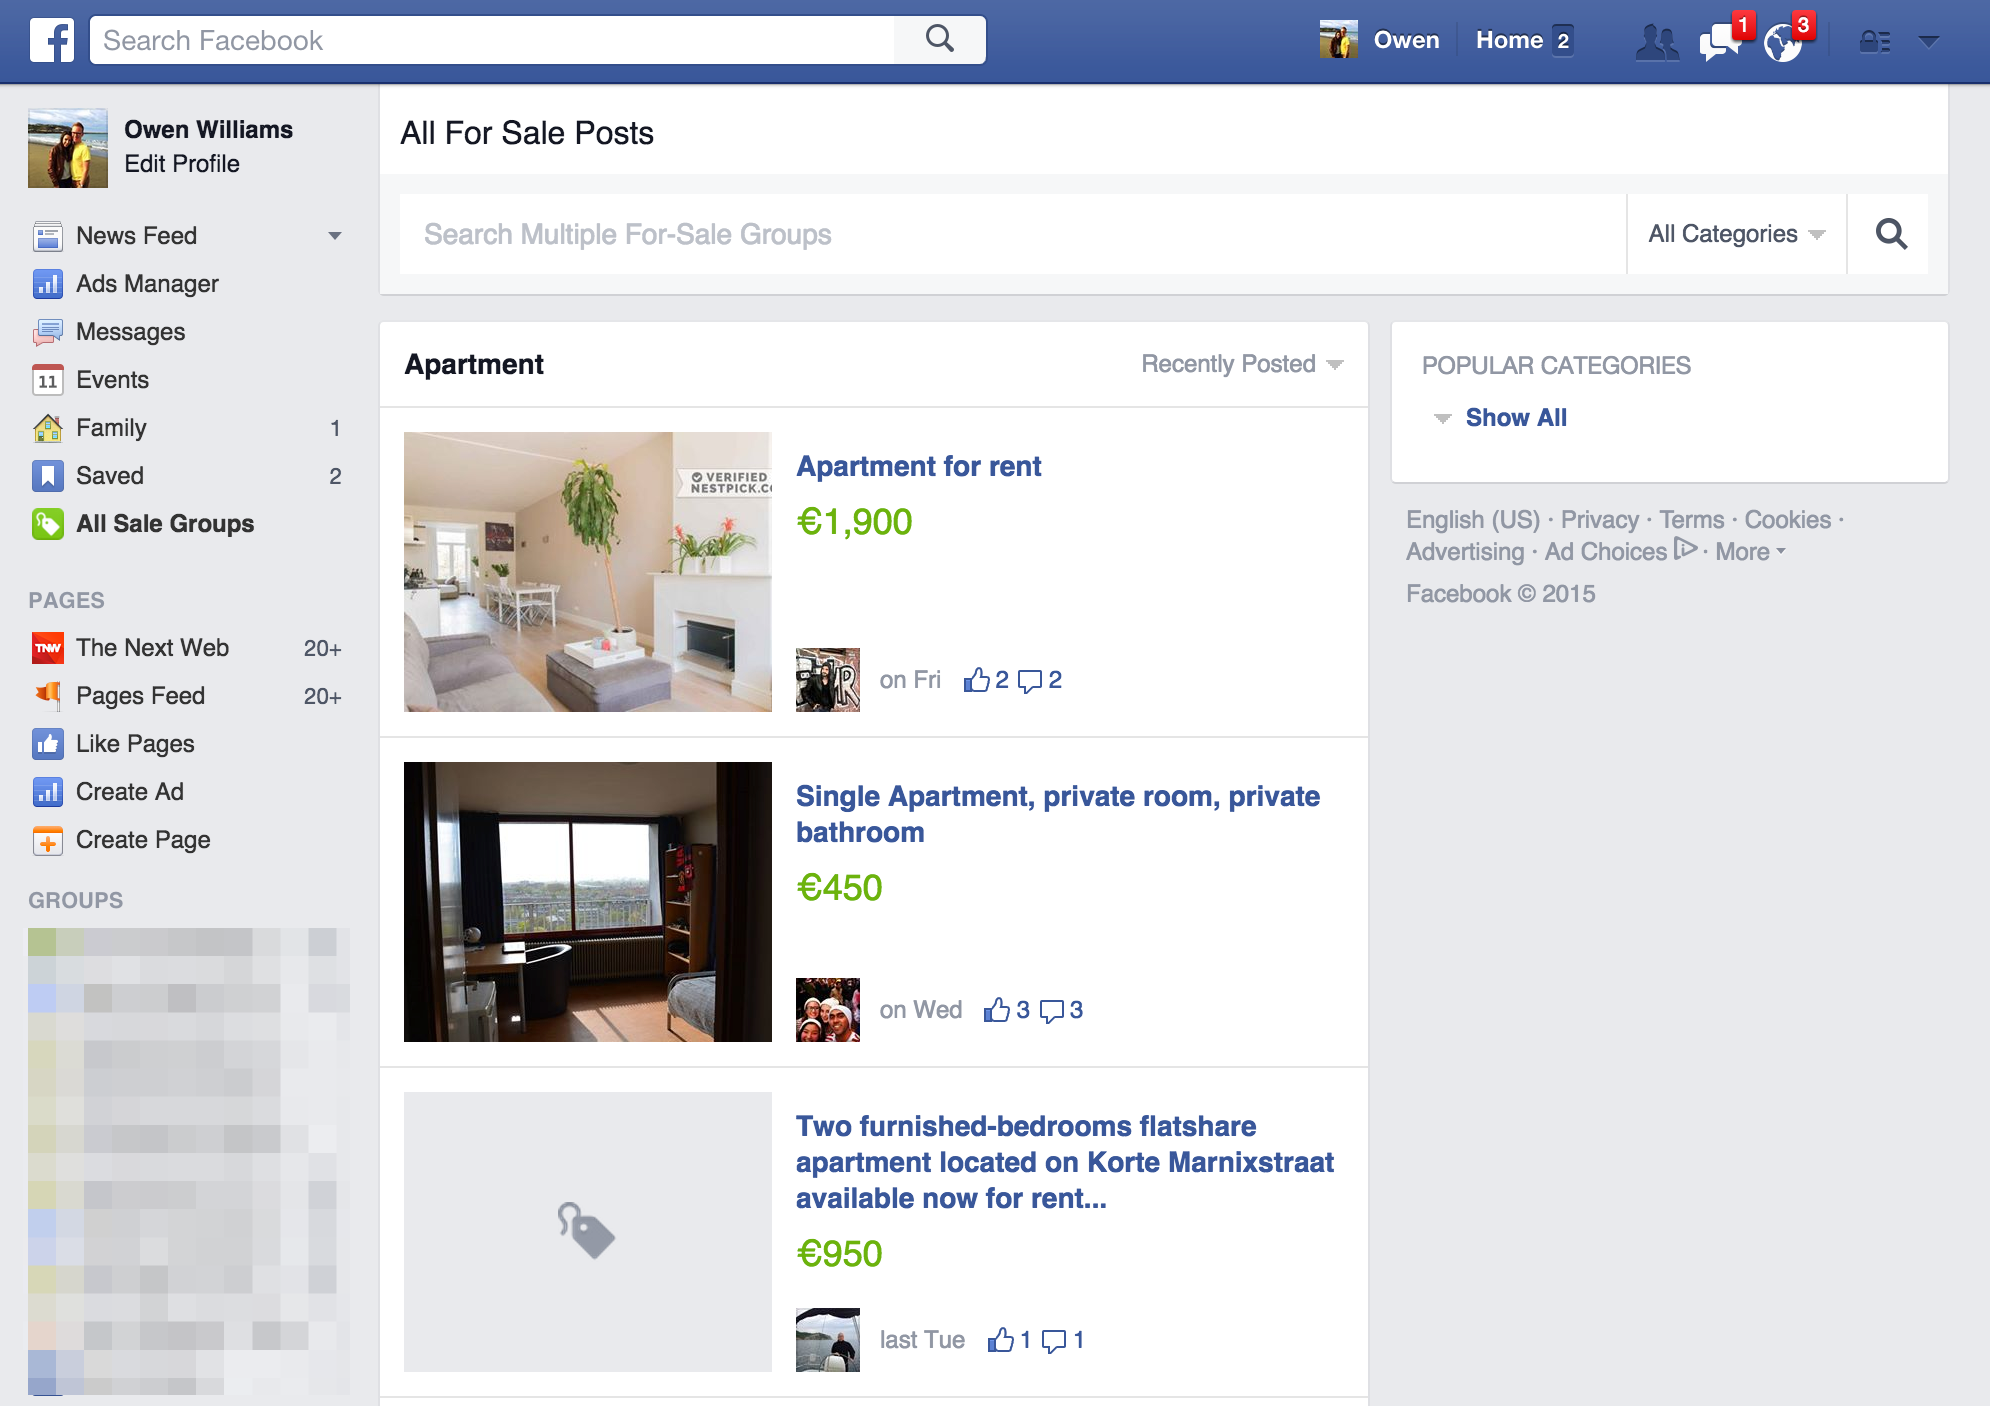 f
Search Facebook
Owen
Home 2
1
3
Owen Williams
Edit Profile
News Feed
Ads Manager
Messages
11 Events
Family 1
Saved 2
All Sale Groups
PAGES
TNW The Next Web 20+
Pages Feed 20+
Like Pages
Create Ad
Create Page
GROUPS
All For Sale Posts
Search Multiple For-Sale Groups
All Categories
Apartment
Recently Posted
VERIFIED
NESTPICK.CO
Apartment for rent
€1,900
on Fri 2 2
Single Apartment, private room, private
bathroom
€450
on Wed 3 3
Two furnished-bedrooms flatshare
apartment located on Korte Marnixstraat
available now for rent...
€950
last Tue 1 1
POPULAR CATEGORIES
Show All
English (US) · Privacy · Terms · Cookies ·
Advertising · Ad Choices · More
Facebook © 2015